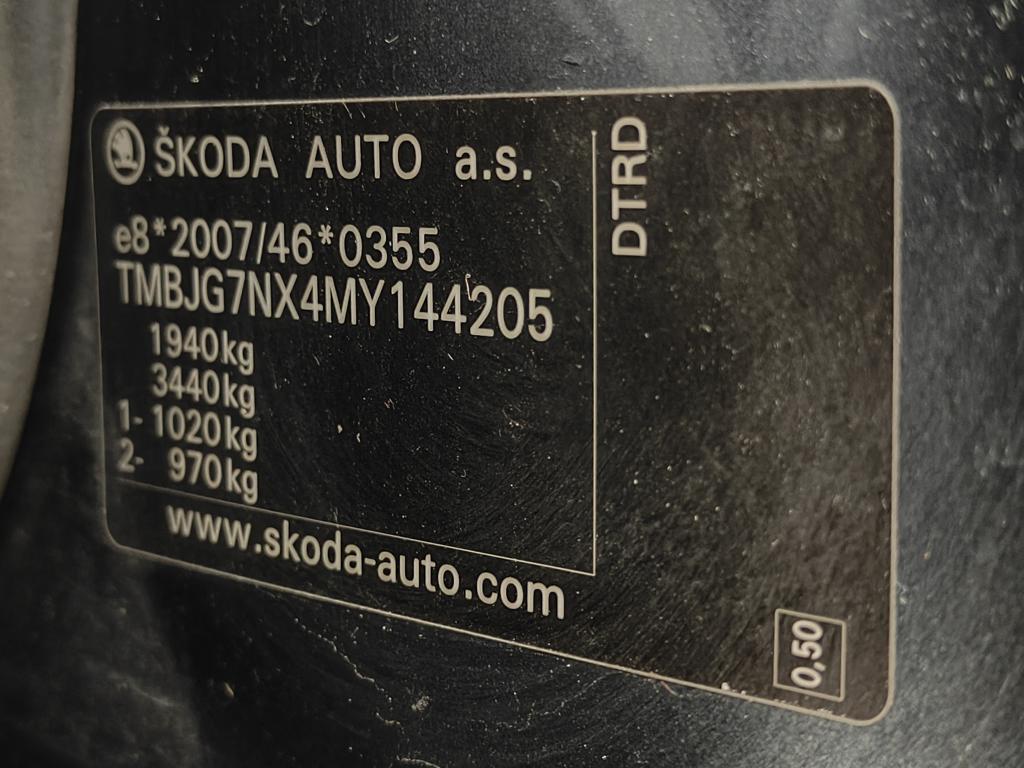 ŠKODA AUTO a.s.
e8*2007/46*0355
TMBJG7NX4MY144205
1940kg
3440kg
1- 1020kg
2- 970kg
www.skoda-auto.com
DTRD
0,50